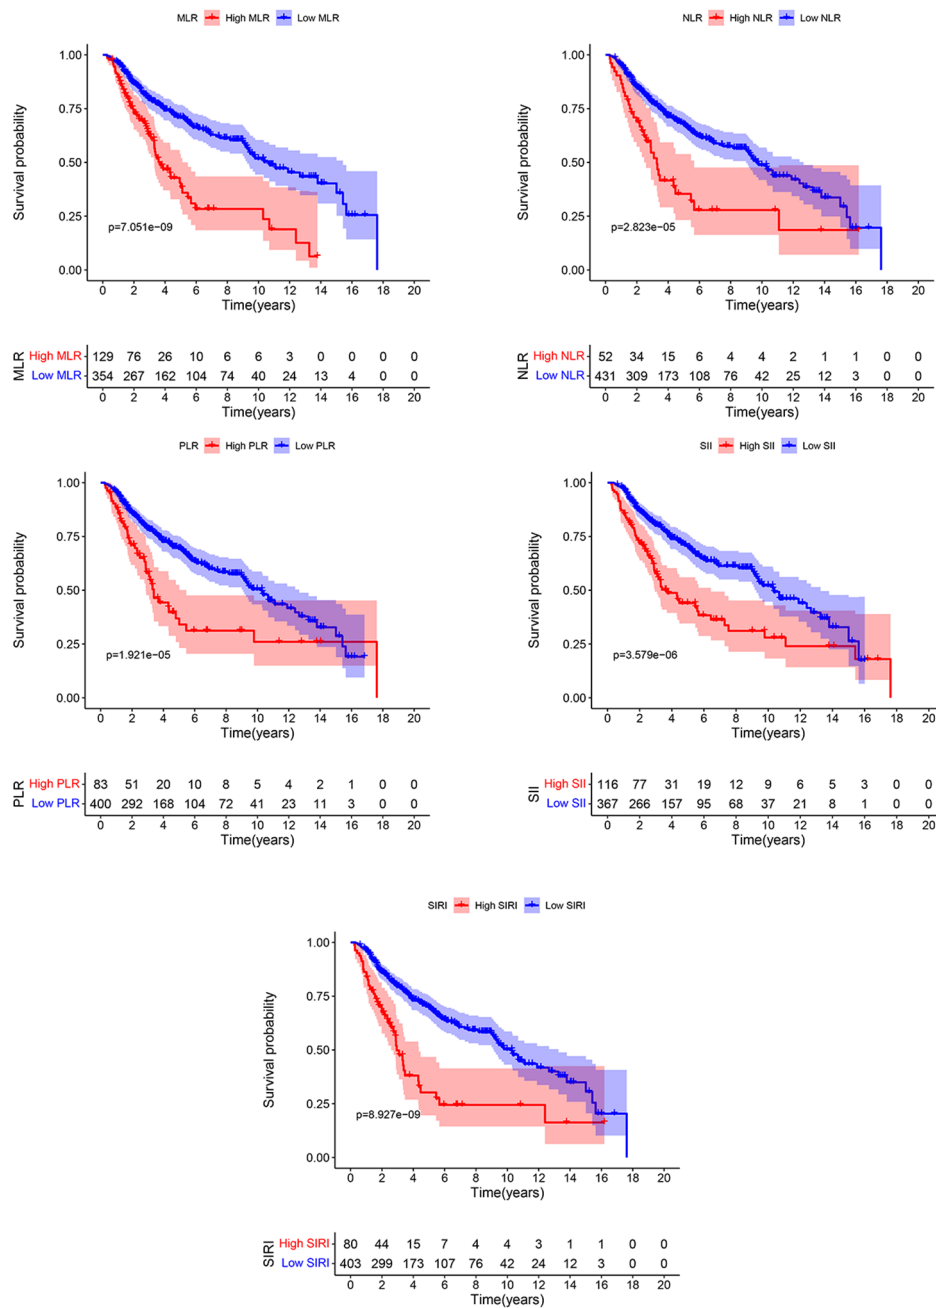 MLR High MLR Low MLR
1.00
0.75
0.50
0.25
0.00
Survival probability
p=7.051e−09
0 2 4 6 8 10 12 14 16 18 20
Time(years)
MLR
High MLR 129 76 26 10 6 6 3 0 0 0 0
Low MLR 354 267 162 104 74 40 24 13 4 0 0
0 2 4 6 8 10 12 14 16 18 20
Time(years)
NLR High NLR Low NLR
1.00
0.75
0.50
0.25
0.00
Survival probability
p=2.823e−05
0 2 4 6 8 10 12 14 16 18 20
Time(years)
NLR
High NLR 52 34 15 6 4 4 2 1 1 0 0
Low NLR 431 309 173 108 76 42 25 12 3 0 0
0 2 4 6 8 10 12 14 16 18 20
Time(years)
PLR High PLR Low PLR
1.00
0.75
0.50
0.25
0.00
Survival probability
p=1.921e−05
0 2 4 6 8 10 12 14 16 18 20
Time(years)
PLR
High PLR 83 51 20 10 8 5 4 2 1 0 0
Low PLR 400 292 168 104 72 41 23 11 3 0 0
0 2 4 6 8 10 12 14 16 18 20
Time(years)
SII High SII Low SII
1.00
0.75
0.50
0.25
0.00
Survival probability
p=3.579e−06
0 2 4 6 8 10 12 14 16 18 20
Time(years)
SII
High SII 116 77 31 19 12 9 6 5 3 0 0
Low SII 367 266 157 95 68 37 21 8 1 0 0
0 2 4 6 8 10 12 14 16 18 20
Time(years)
SIRI High SIRI Low SIRI
1.00
0.75
0.50
0.25
0.00
Survival probability
p=8.927e−09
0 2 4 6 8 10 12 14 16 18 20
Time(years)
SIRI
High SIRI 80 44 15 7 4 4 3 1 1 0 0
Low SIRI 403 299 173 107 76 42 24 12 3 0 0
0 2 4 6 8 10 12 14 16 18 20
Time(years)